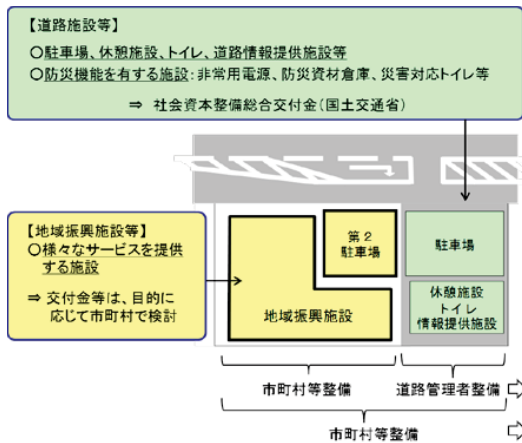 【道路施設等】
○駐車場、休憩施設、トイレ、道路情報提供施設等
○防災機能を有する施設：非常用電源、防災資材倉庫、災害対応トイレ等
⇒ 社会資本整備総合交付金（国土交通省）
【地域振興施設等】
○様々なサービスを提供
する施設
⇒ 交付金等は、目的に
応じて市町村で検討
第２
駐車場
地域振興施設
駐車場
休憩施設
トイレ
情報提供施設
市町村等整備
道路管理者整備
市町村等整備